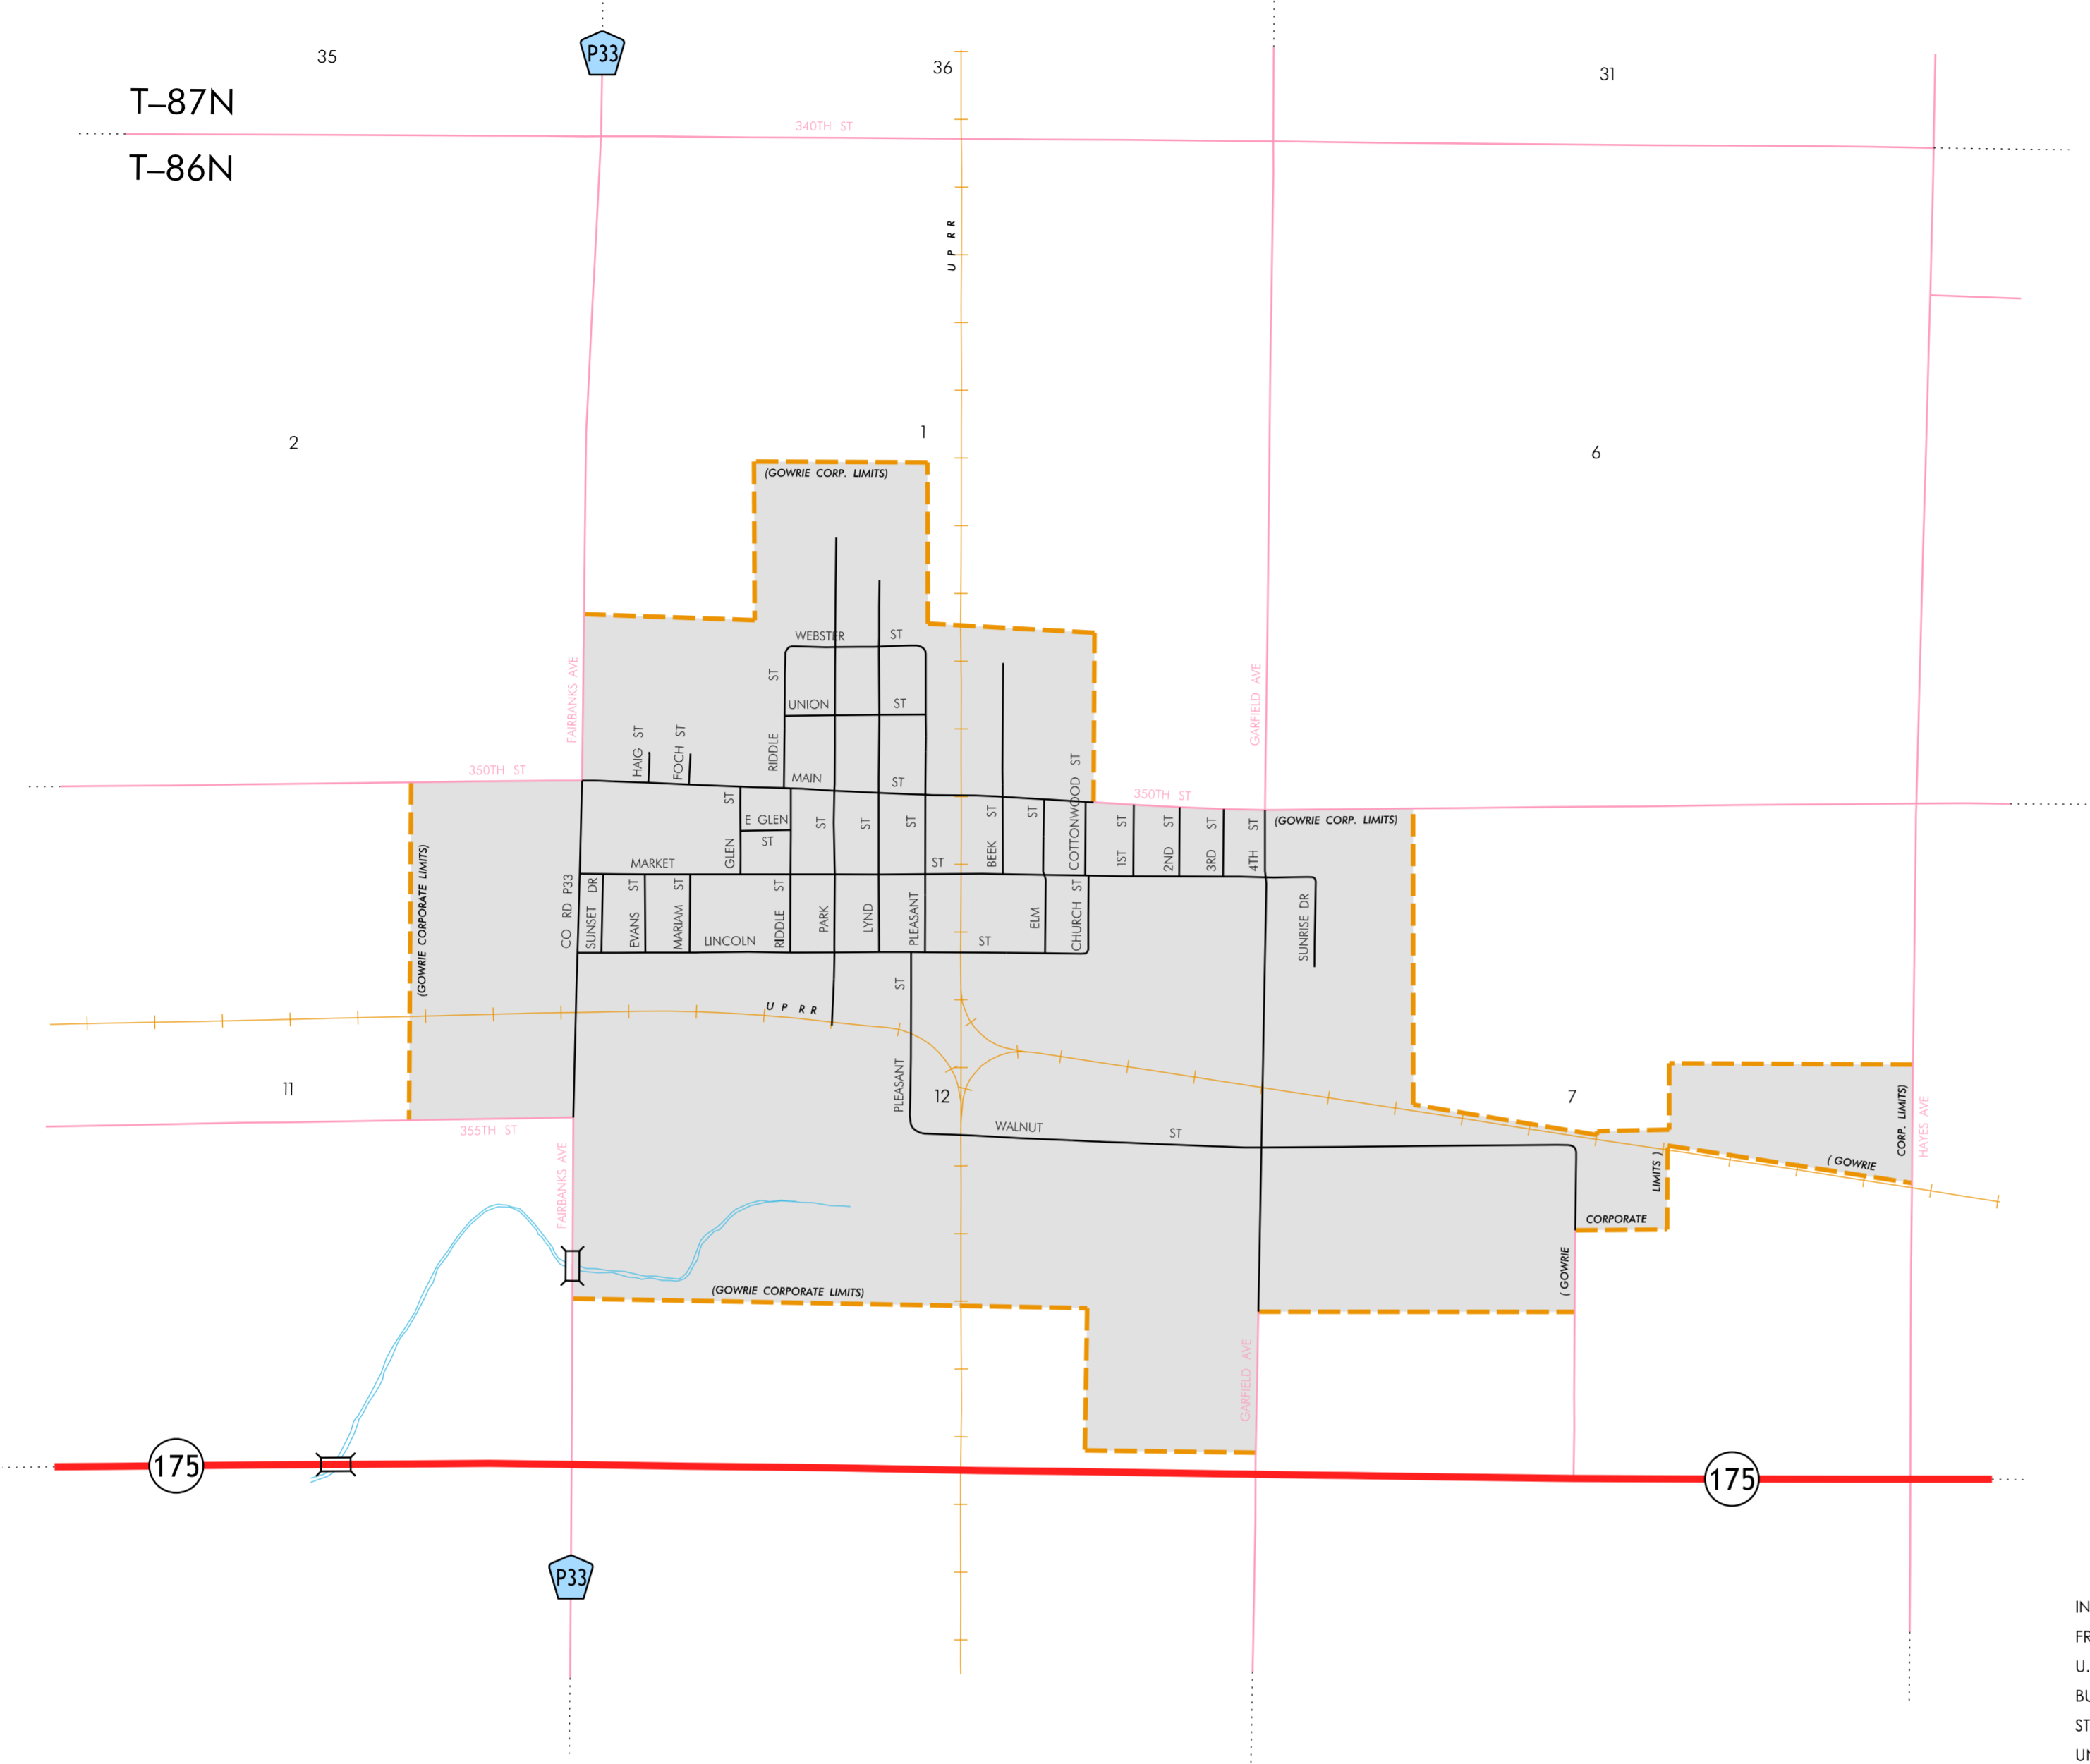 35
P33
36
31
T–87N
340TH ST
T–86N
U P R R
2
1
6
(GOWRIE CORP. LIMITS)
WEBSTER ST
FAIRBANKS AVE
GARFIELD AVE
RIDDLE ST
UNION ST
HAIG ST
FOCH ST
MAIN ST
350TH ST
COTTONWOOD ST
350TH ST
(GOWRIE CORP. LIMITS)
GLEN ST
E GLEN
ST
PARK ST
LYND ST
PLEASANT ST
BEEK ST
ELM ST
1ST ST
2ND ST
3RD ST
4TH ST
MARKET ST
(GOWRIE CORPORATE LIMITS)
CO RD P33
SUNSET DR
EVANS ST
MARIAM ST
RIDDLE ST
CHURCH ST
SUNRISE DR
LINCOLN ST
U P R R
PLEASANT ST
11
12
7
355TH ST
WALNUT ST
FAIRBANKS AVE
HAYES AVE
( GOWRIE
CORP. LIMITS)
( GOWRIE
CORPORATE
LIMITS )
(GOWRIE CORPORATE LIMITS)
GARFIELD AVE
175
175
P33
IN
FR
U.
BU
ST
UN